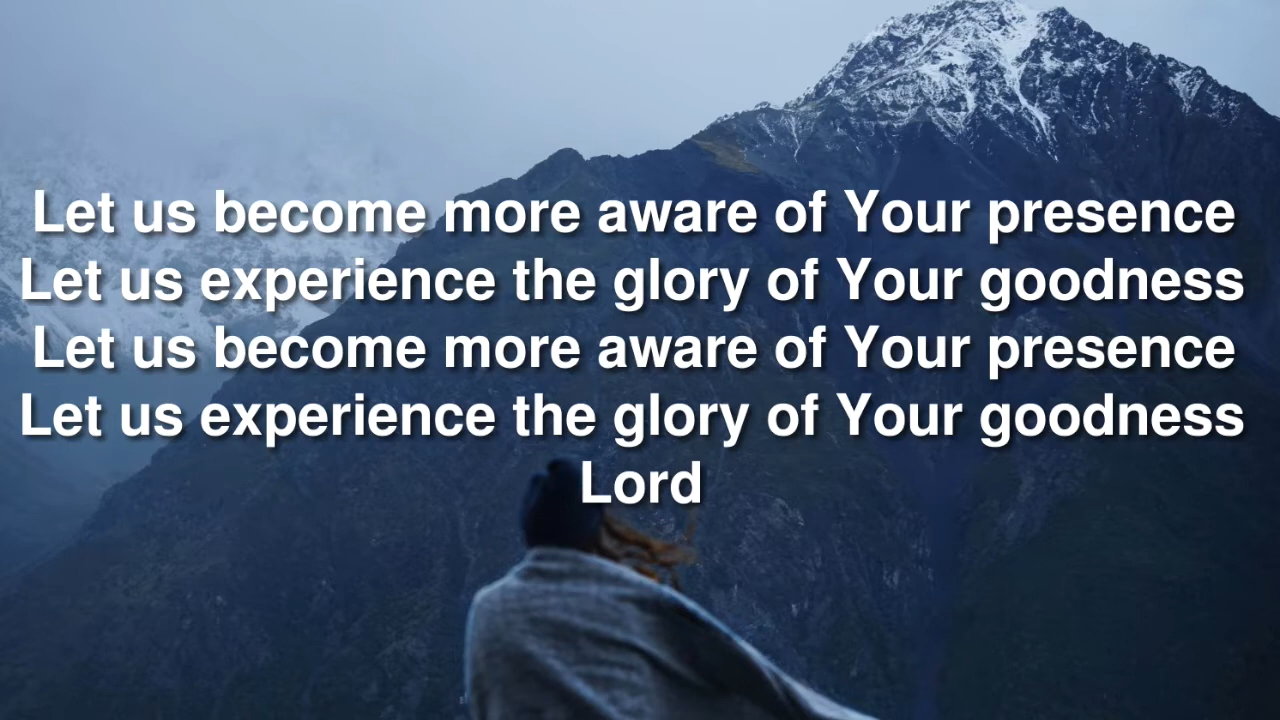 Let us become more aware of Your presence
Let us experience the glory of Your goodness
Let us become more aware of Your presence
Let us experience the glory of Your goodness
Lord